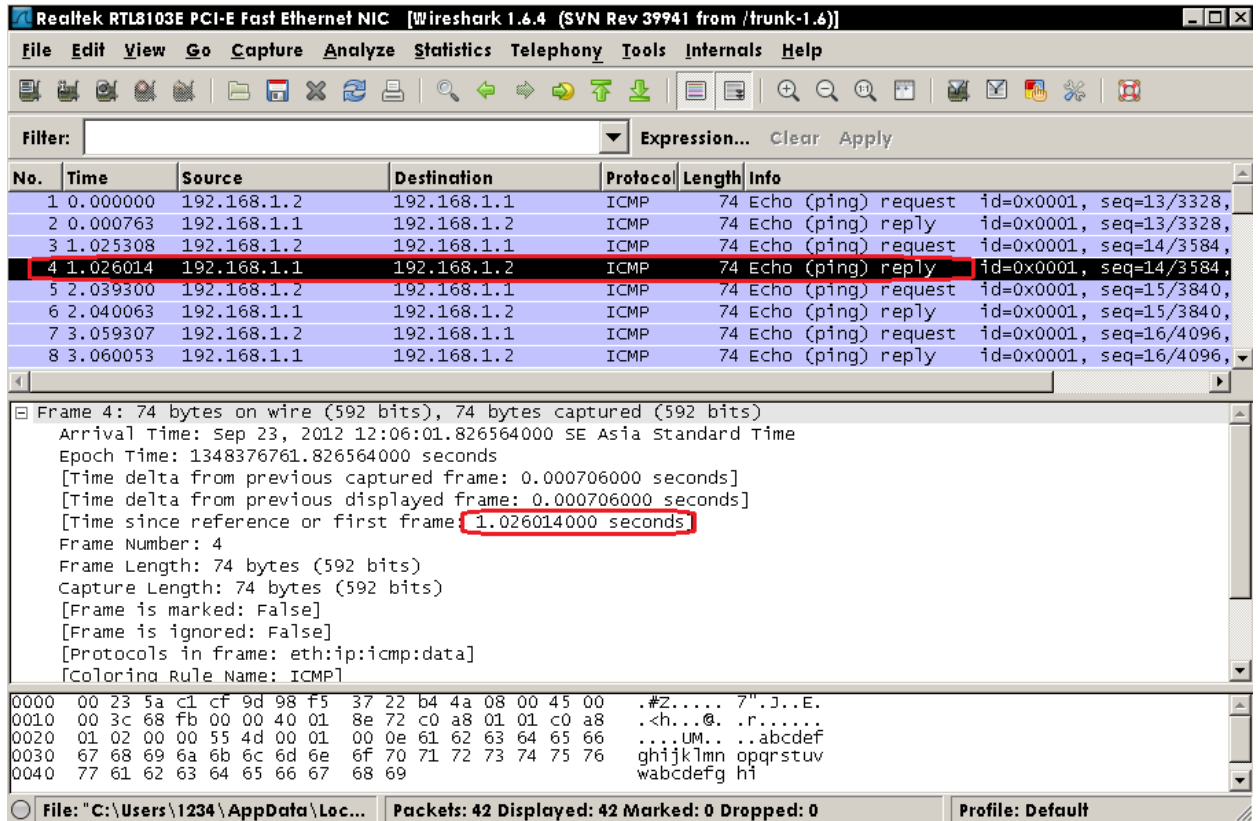 Realtek RTL8103E PCI-E Fast Ethernet NIC [Wireshark 1.6.4 (SVN Rev 39941 from /trunk-1.6)]
File Edit View Go Capture Analyze Statistics Telephony Tools Internals Help
Filter: Expression... Clear Apply
No. Time Source Destination Protocol Length Info
1 0.000000 192.168.1.2 192.168.1.1 ICMP 74 Echo (ping) request id=0x0001, seq=13/3328,
2 0.000763 192.168.1.1 192.168.1.2 ICMP 74 Echo (ping) reply id=0x0001, seq=13/3328,
3 1.025308 192.168.1.2 192.168.1.1 ICMP 74 Echo (ping) request id=0x0001, seq=14/3584,
4 1.026014 192.168.1.1 192.168.1.2 ICMP 74 Echo (ping) reply id=0x0001, seq=14/3584,
5 2.039300 192.168.1.2 192.168.1.1 ICMP 74 Echo (ping) request id=0x0001, seq=15/3840,
6 2.040063 192.168.1.1 192.168.1.2 ICMP 74 Echo (ping) reply id=0x0001, seq=15/3840,
7 3.059307 192.168.1.2 192.168.1.1 ICMP 74 Echo (ping) request id=0x0001, seq=16/4096,
8 3.060053 192.168.1.1 192.168.1.2 ICMP 74 Echo (ping) reply id=0x0001, seq=16/4096,
Frame 4: 74 bytes on wire (592 bits), 74 bytes captured (592 bits)
Arrival Time: Sep 23, 2012 12:06:01.826564000 SE Asia Standard Time
Epoch Time: 1348376761.826564000 seconds
[Time delta from previous captured frame: 0.000706000 seconds]
[Time delta from previous displayed frame: 0.000706000 seconds]
[Time since reference or first frame: 1.026014000 seconds]
Frame Number: 4
Frame Length: 74 bytes (592 bits)
Capture Length: 74 bytes (592 bits)
[Frame is marked: False]
[Frame is ignored: False]
[Protocols in frame: eth:ip:icmp:data]
[Coloring Rule Name: ICMP]
0000 00 23 5a c1 cf 9d 98 f5 37 22 b4 4a 08 00 45 00 .#Z..... 7".J..E.
0010 00 3c 68 fb 00 00 40 01 8e 72 c0 a8 01 01 c0 a8 .<h...@. .r......
0020 01 02 00 00 55 4d 00 01 00 0e 61 62 63 64 65 66 ....UM.. ..abcdef
0030 67 68 69 6a 6b 6c 6d 6e 6f 70 71 72 73 74 75 76 ghijklmn opqrstuv
0040 77 61 62 63 64 65 66 67 68 69 wabcdefg hi
File: "C:\Users\1234\AppData\Loc... Packets: 42 Displayed: 42 Marked: 0 Dropped: 0 Profile: Default